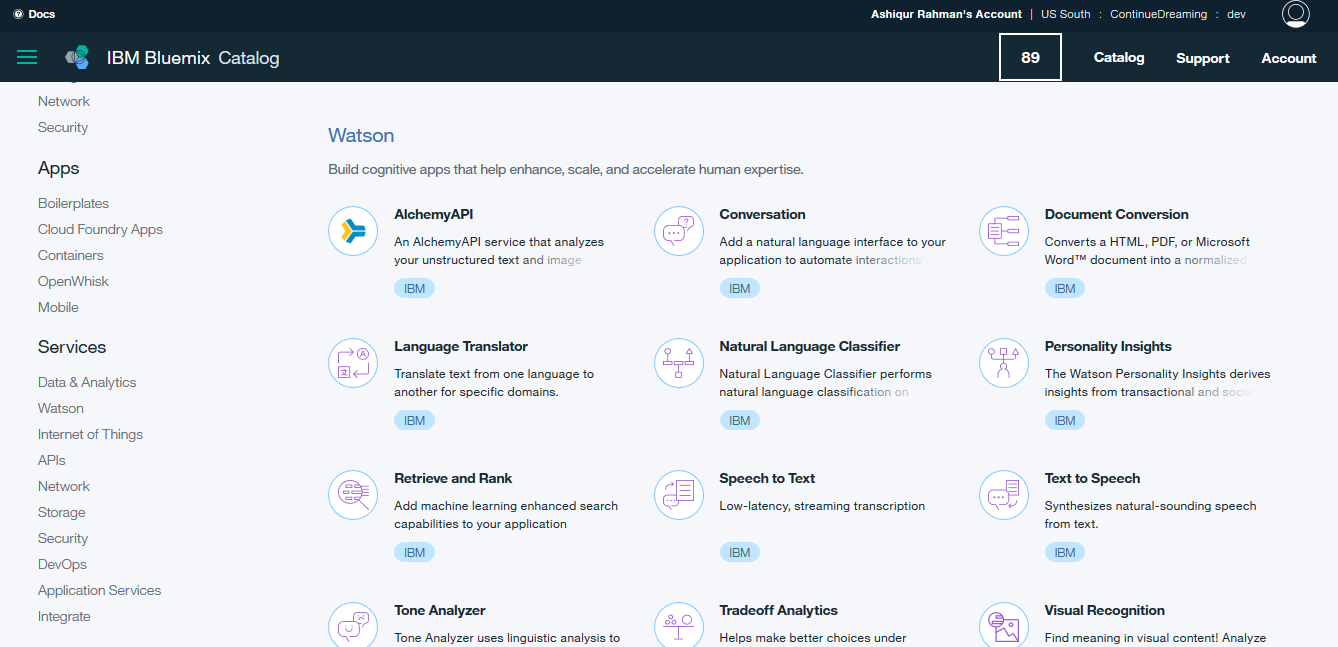 Docs
Ashiqur Rahman's Account | US South : ContinueDreaming : dev
IBM Bluemix Catalog
89
Catalog
Support
Account
Network
Security
Apps
Boilerplates
Cloud Foundry Apps
Containers
OpenWhisk
Mobile
Services
Data & Analytics
Watson
Internet of Things
APIs
Network
Storage
Security
DevOps
Application Services
Integrate
Watson
Build cognitive apps that help enhance, scale, and accelerate human expertise.
AlchemyAPI
An AlchemyAPI service that analyzes
your unstructured text and image
IBM
Conversation
Add a natural language interface to your
application to automate interactions
IBM
Document Conversion
Converts a HTML, PDF, or Microsoft
Word™ document into a normalized
IBM
Language Translator
Translate text from one language to
another for specific domains.
IBM
Natural Language Classifier
Natural Language Classifier performs
natural language classification on
IBM
Personality Insights
The Watson Personality Insights derives
insights from transactional and social
IBM
Retrieve and Rank
Add machine learning enhanced search
capabilities to your application
IBM
Speech to Text
Low-latency, streaming transcription
IBM
Text to Speech
Synthesizes natural-sounding speech
from text.
IBM
Tone Analyzer
Tone Analyzer uses linguistic analysis to
Tradeoff Analytics
Helps make better choices under
Visual Recognition
Find meaning in visual content! Analyze